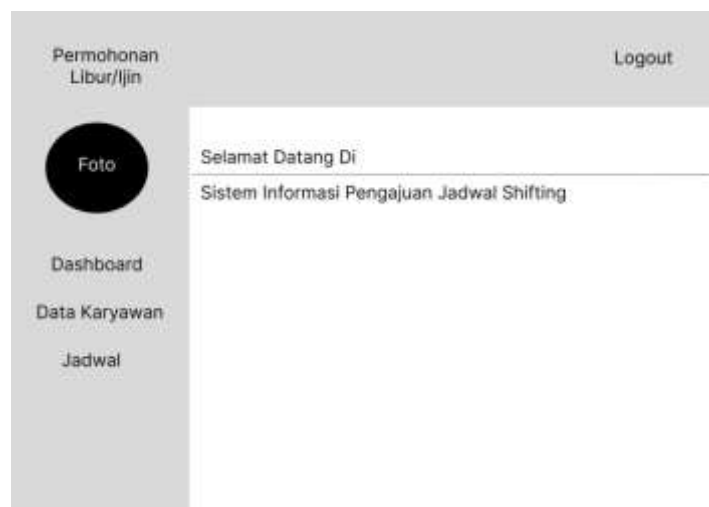 Permohonan
Libur/Ijin
Logout
Foto
Selamat Datang Di
Sistem Informasi Pengajuan Jadwal Shifting
Dashboard
Data Karyawan
Jadwal